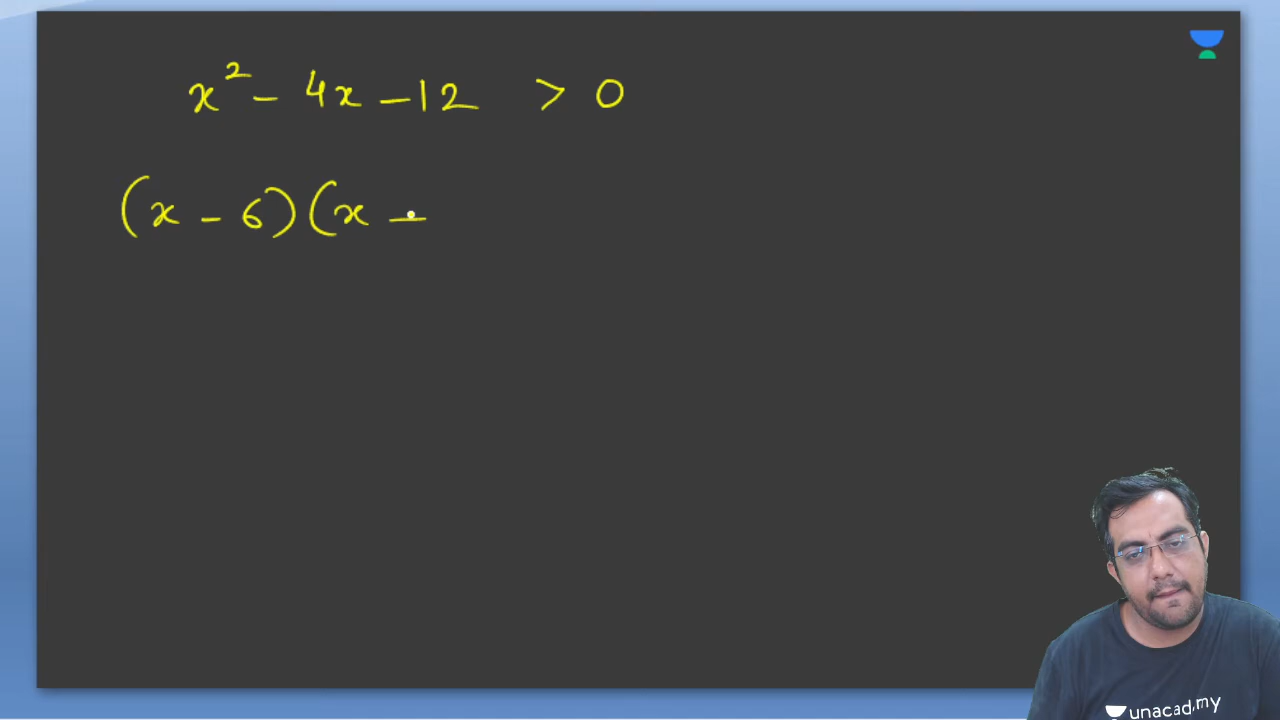 x² - 4x - 12 > 0
(x - 6)(x -
unacademy